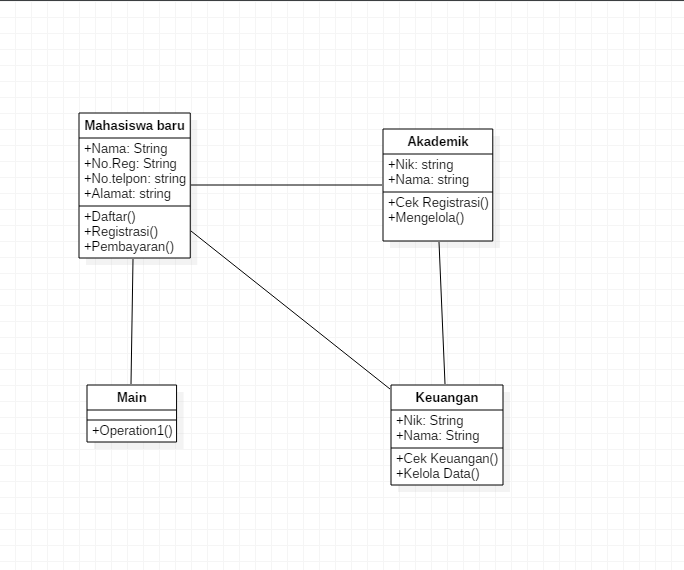 Mahasiswa baru
+Nama: String
+No.Reg: String
+No.telpon: string
+Alamat: string
+Daftar()
+Registrasi()
+Pembayaran()
Akademik
+Nik: string
+Nama: string
+Cek Registrasi()
+Mengelola()
Main
+Operation1()
Keuangan
+Nik: String
+Nama: String
+Cek Keuangan()
+Kelola Data()